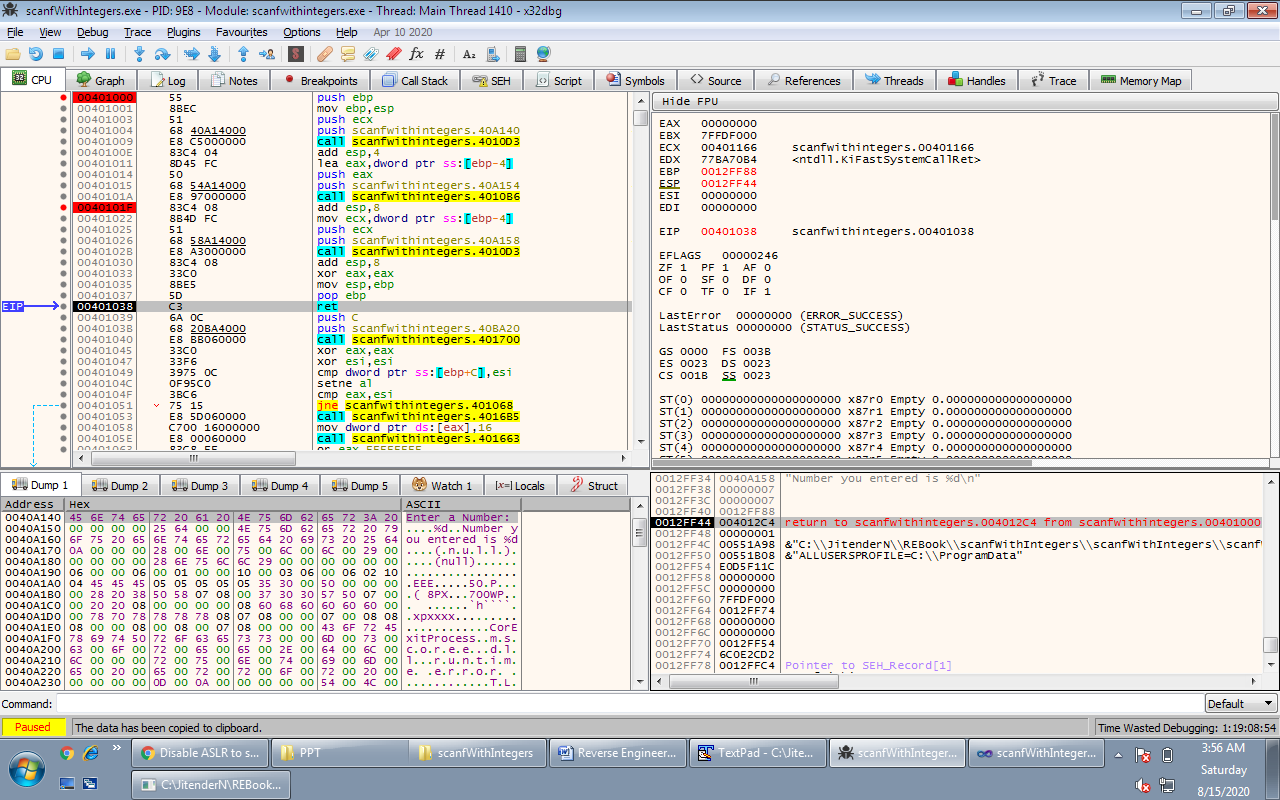 scanfWithIntegers.exe - PID: 9E8 - Module: scanfwithintegers.exe - Thread: Main Thread 1410 - x32dbg
File View Debug Trace Plugins Favourites Options Help Apr 10 2020
CPU Graph Log Notes Breakpoints Call Stack SEH Script Symbols Source References Threads Handles Trace Memory Map
00401000 55 push ebp
00401001 8BEC mov ebp,esp
00401003 51 push ecx
00401004 68 40A14000 push scanfwithintegers.40A140
00401009 E8 C5000000 call scanfwithintegers.4010D3
0040100E 83C4 04 add esp,4
00401011 8D45 FC lea eax,dword ptr ss:[ebp-4]
00401014 50 push eax
00401015 68 54A14000 push scanfwithintegers.40A154
0040101A E8 97000000 call scanfwithintegers.4010B6
0040101F 83C4 08 add esp,8
00401022 8B4D FC mov ecx,dword ptr ss:[ebp-4]
00401025 51 push ecx
00401026 68 58A14000 push scanfwithintegers.40A158
0040102B E8 A3000000 call scanfwithintegers.4010D3
00401030 83C4 08 add esp,8
00401033 33C0 xor eax,eax
00401035 8BE5 mov esp,ebp
00401037 5D pop ebp
EIP 00401038 C3 ret
00401039 6A 0C push C
0040103B 68 20BA4000 push scanfwithintegers.40BA20
00401040 E8 BB060000 call scanfwithintegers.401700
00401045 33C0 xor eax,eax
00401047 33F6 xor esi,esi
00401049 3975 0C cmp dword ptr ss:[ebp+C],esi
0040104C 0F95C0 setne al
0040104F 3BC6 cmp eax,esi
00401051 75 15 jne scanfwithintegers.401068
00401053 E8 5D060000 call scanfwithintegers.4016B5
00401058 C700 16000000 mov dword ptr ds:[eax],16
0040105E E8 00060000 call scanfwithintegers.401663
Hide FPU
EAX 00000000
EBX 7FFDF000
ECX 00401166 scanfwithintegers.00401166
EDX 77BA70B4 <ntdll.KiFastSystemCallRet>
EBP 0012FF88
ESP 0012FF44
ESI 00000000
EDI 00000000
EIP 00401038 scanfwithintegers.00401038
EFLAGS 00000246
ZF 1 PF 1 AF 0
OF 0 SF 0 DF 0
CF 0 TF 0 IF 1
LastError 00000000 (ERROR_SUCCESS)
LastStatus 00000000 (STATUS_SUCCESS)
GS 0000 FS 003B
ES 0023 DS 0023
CS 001B SS 0023
ST(0) 00000000000000000000 x87r0 Empty 0.000000000000000000
ST(1) 00000000000000000000 x87r1 Empty 0.000000000000000000
ST(2) 00000000000000000000 x87r2 Empty 0.000000000000000000
ST(3) 00000000000000000000 x87r3 Empty 0.000000000000000000
ST(4) 00000000000000000000 x87r4 Empty 0.000000000000000000
Dump 1 Dump 2 Dump 3 Dump 4 Dump 5 Watch 1 Locals Struct
Address Hex ASCII
0040A140 45 6E 74 65 72 20 61 20 4E 75 6D 62 65 72 3A 20 Enter a Number:
0040A150 00 00 00 00 25 64 00 00 4E 75 6D 62 65 72 20 79 ....%d..Number y
0040A160 6F 75 20 65 6E 74 65 72 65 64 20 69 73 20 25 64 ou entered is %d
0040A170 0A 00 00 00 28 00 6E 00 75 00 6C 00 6C 00 29 00 ....(.n.u.l.l.).
0040A180 00 00 00 00 28 6E 75 6C 6C 29 00 00 00 00 00 00 ....(null)......
0040A190 06 00 00 06 00 01 00 00 10 00 03 06 00 06 02 10 ................
0040A1A0 04 45 45 45 05 05 05 05 05 35 30 00 50 00 00 00 .EEE.....50.P...
0040A1B0 00 28 20 38 50 58 07 08 00 37 30 30 57 50 07 00 .( 8PX...700WP..
0040A1C0 00 20 20 08 00 00 00 00 08 60 68 60 60 60 60 00 .  ......`h````.
0040A1D0 00 78 70 78 78 78 78 08 07 08 00 00 07 00 08 08 .xpxxxx.........
0040A1E0 08 00 00 08 00 08 00 07 08 00 00 00 43 6F 72 45 ............CorE
0040A1F0 78 69 74 50 72 6F 63 65 73 73 00 00 6D 00 73 00 xitProcess..m.s.
0040A200 63 00 6F 00 72 00 65 00 65 00 2E 00 64 00 6C 00 c.o.r.e.e...d.l.
0040A210 6C 00 00 00 72 00 75 00 6E 00 74 00 69 00 6D 00 l...r.u.n.t.i.m.
0040A220 65 00 20 00 65 00 72 00 72 00 6F 00 72 00 20 00 e. .e.r.r.o.r. .
0040A230 00 00 00 00 0D 00 0A 00 00 00 00 00 54 00 4C 00 ............T.L.
0012FF34 0040A158 "Number you entered is %d\n"
0012FF38 00000007
0012FF3C 00000007
0012FF40 0012FF88
0012FF44 004012C4 return to scanfwithintegers.004012C4 from scanfwithintegers.00401000
0012FF48 00000001
0012FF4C 00551A98 &"C:\\JitenderN\\REBook\\scanfWithIntegers\\scanfWithIntegers\\scanf
0012FF50 00551B08 &"ALLUSERSPROFILE=C:\\ProgramData"
0012FF54 E0D5F11C
0012FF58 00000000
0012FF5C 00000000
0012FF60 7FFDF000
0012FF64 0012FF74
0012FF68 00000000
0012FF6C 00000000
0012FF70 0012FF54
0012FF74 6C0E2CD2
0012FF78 0012FFC4 Pointer to SEH_Record[1]
Command: Default
Paused The data has been copied to clipboard. Time Wasted Debugging: 1:19:08:54
Disable ASLR to s... PPT scanfWithIntegers Reverse Engineer... TextPad - C:\Jite... scanfWithInteger... scanfWithInteger...
C:\JitenderN\REBook...
3:56 AM
Saturday
8/15/2020